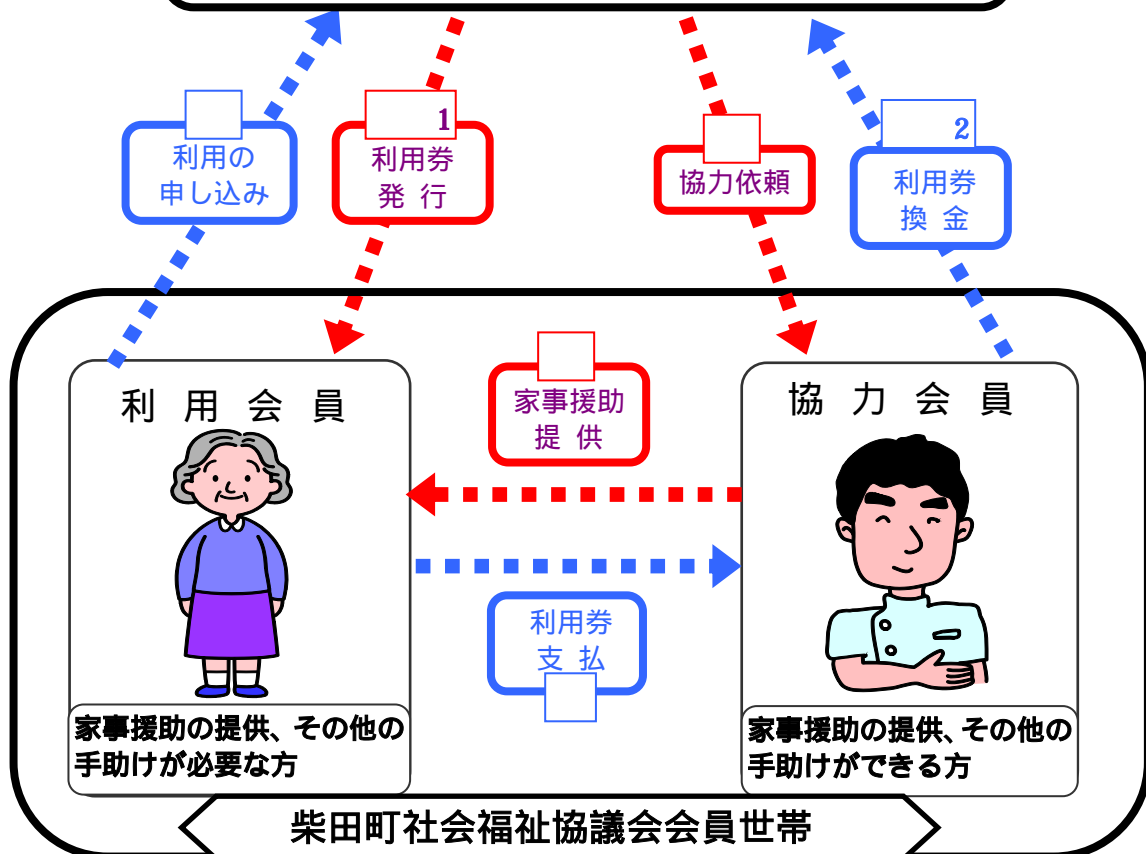 利用の
申し込み
1
利用券
発 行
協力依頼
2
利用券
換 金
利 用 会 員
家事援助
提 供
協 力 会 員
利用券
支 払
家事援助の提供、その他の
手助けが必要な方
家事援助の提供、その他の
手助けができる方
柴田町社会福祉協議会会員世帯